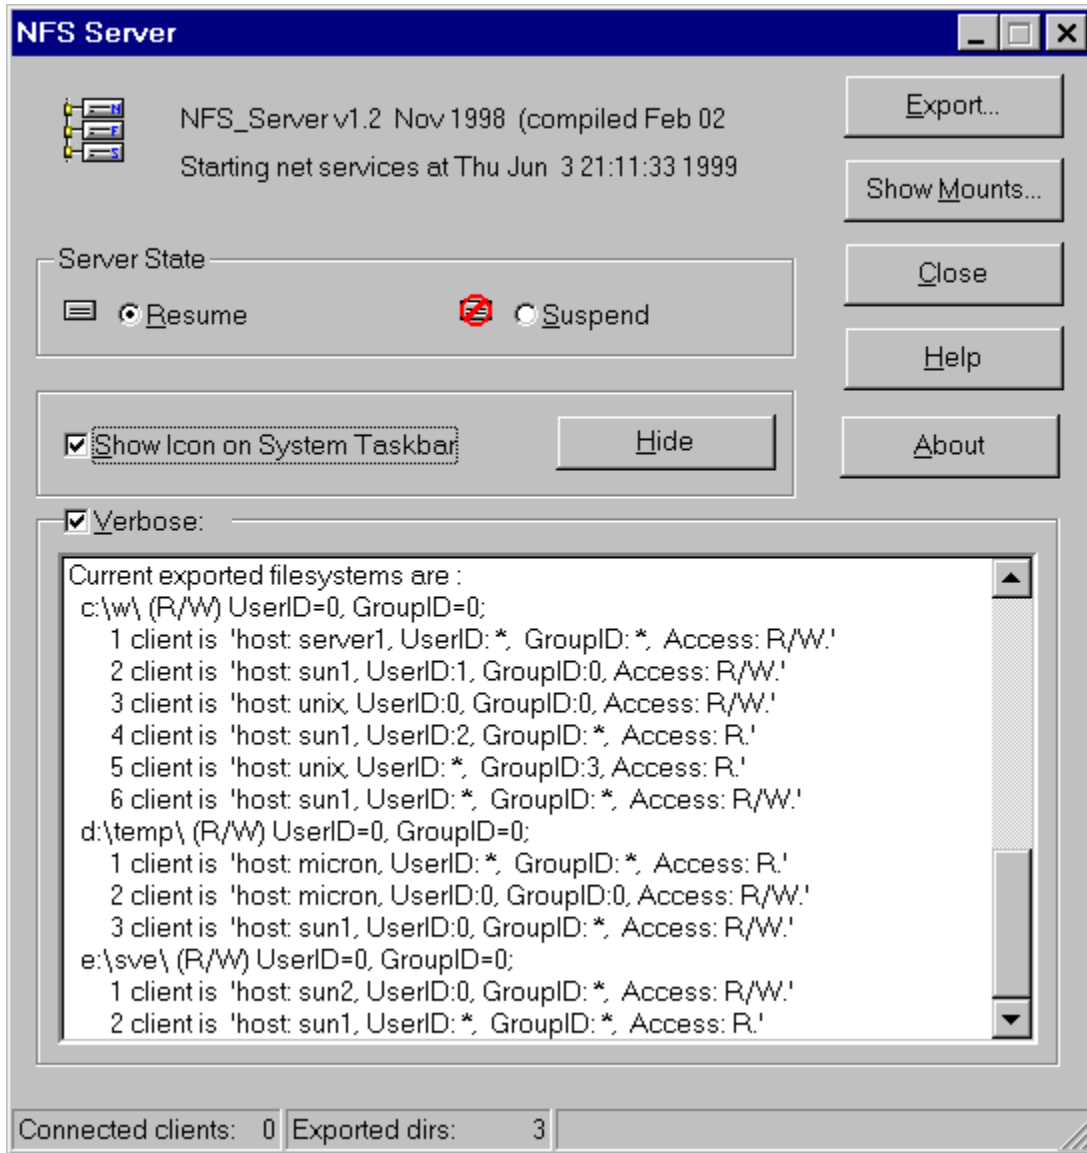 NFS Server
NFS_Server v1.2  Nov 1998  (compiled Feb 02
Starting net services at Thu Jun  3 21:11:33 1999
Export...
Show Mounts...
Close
Help
About
Server State
Resume
Suspend
Show Icon on System Taskbar
Hide
Verbose:
Current exported filesystems are :
c:\w\ (R/W) UserID=0, GroupID=0;
1 client is  'host: server1, UserID: *,  GroupID: *,  Access: R/W.'
2 client is  'host: sun1, UserID:1, GroupID:0, Access: R/W.'
3 client is  'host: unix, UserID:0, GroupID:0, Access: R/W.'
4 client is  'host: sun1, UserID:2, GroupID: *,  Access: R.'
5 client is  'host: unix, UserID: *,  GroupID:3, Access: R.'
6 client is  'host: sun1, UserID: *,  GroupID: *,  Access: R/W.'
d:\temp\ (R/W) UserID=0, GroupID=0;
1 client is  'host: micron, UserID: *,  GroupID: *,  Access: R.'
2 client is  'host: micron, UserID:0, GroupID:0, Access: R/W.'
3 client is  'host: sun1, UserID:0, GroupID: *,  Access: R/W.'
e:\sve\ (R/W) UserID=0, GroupID=0;
1 client is  'host: sun2, UserID:0, GroupID: *,  Access: R/W.'
2 client is  'host: sun1, UserID: *,  GroupID: *,  Access: R.'
Connected clients:   0
Exported dirs:   3